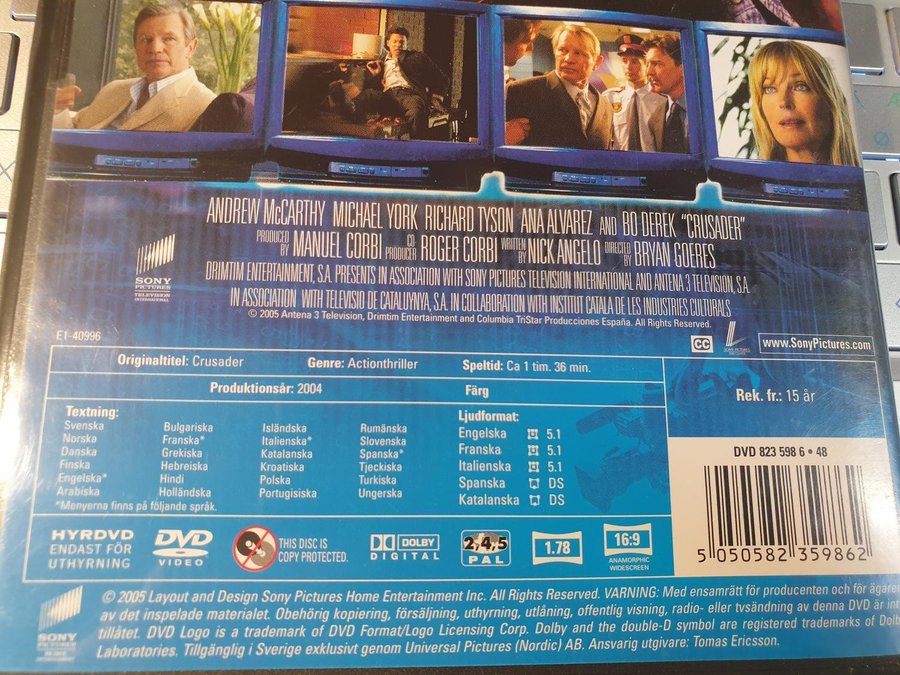 ANDREW McCARTHY MICHAEL YORK RICHARD TYSON ANA ALVAREZ AND BO DEREK "CRUSADER"
PRODUCED BY MANUEL CORBI CO PRODUCER ROGER CORBI WRITTEN BY NICK ANGELO DIRECTED BY BRYAN GOERES
DRIMTIM ENTERTAINMENT, S.A. PRESENTS IN ASSOCIATION WITH SONY PICTURES TELEVISION INTERNATIONAL AND ANTENA 3 TELEVISION, S.A.
IN ASSOCIATION WITH TELEVISIO DE CATALUYNYA, S.A. IN COLLABORATION WITH INSTITUT CATALA DE LES INDUSTRIES CULTURALS
© 2005 Antena 3 Television, Drimtim Entertainment and Columbia TriStar Producciones España. All Rights Reserved.
SONY
PICTURES
TELEVISION
INTERNATIONAL
E1-40996
CC
SONY PICTURES
www.SonyPictures.com
Originaltitel: Crusader Genre: Actionthriller Speltid: Ca 1 tim. 36 min.
Produktionsår: 2004 Färg
Rek. fr.: 15 år
Textning:
Svenska Bulgariska Isländska Rumänska
Norska Franska* Italienska* Slovenska
Danska Grekiska Katalanska Spanska*
Finska Hebreiska Kroatiska Tjeckiska
Engelska* Hindi Polska Turkiska
Arabiska Holländska Portugisiska Ungerska
*Menyerna finns på följande språk.
Ljudformat:
Engelska 5.1
Franska 5.1
Italienska 5.1
Spanska DS
Katalanska DS
DVD 823 598 6 • 48
5 050582 359862
HYRDVD
ENDAST FÖR
UTHYRNING
DVD
VIDEO
THIS DISC IS
COPY PROTECTED.
DOLBY
DIGITAL
2,4,5
PAL
1.78
16:9
ANAMORPHIC
WIDESCREEN
© 2005 Layout and Design Sony Pictures Home Entertainment Inc. All Rights Reserved. VARNING: Med ensamrätt för producenten och för ägaren
av det inspelade materialet. Obehörig kopiering, försäljning, uthyrning, utlåning, offentlig visning, radio- eller tvsändning av denna DVD är int
tillåtet. DVD Logo is a trademark of DVD Format/Logo Licensing Corp. Dolby and the double-D symbol are registered trademarks of Dolb
Laboratories. Tillgänglig i Sverige exklusivt genom Universal Pictures (Nordic) AB. Ansvarig utgivare: Tomas Ericsson.
SONY